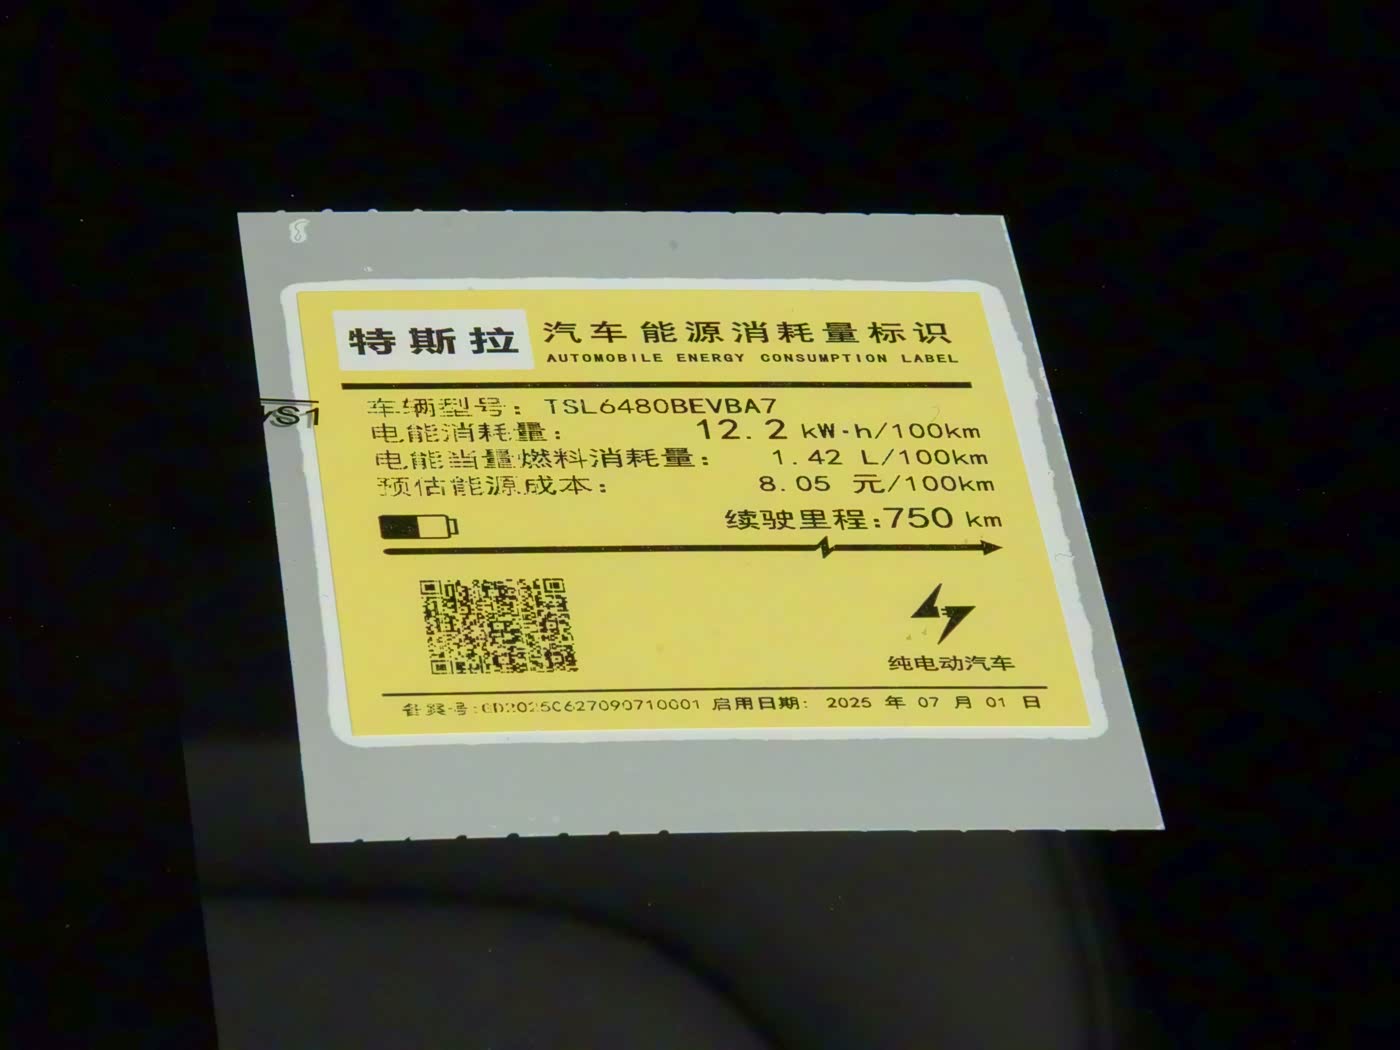 特斯拉 汽车能源消耗量标识
AUTOMOBILE ENERGY CONSUMPTION LABEL
车辆型号: TSL6480BEVBA7
电能消耗量: 12.2 kW·h/100km
电能当量燃料消耗量: 1.42 L/100km
预估能源成本: 8.05 元/100km
续驶里程:750 km
纯电动汽车
备案号: 启用日期: 2025 年 07 月 01 日